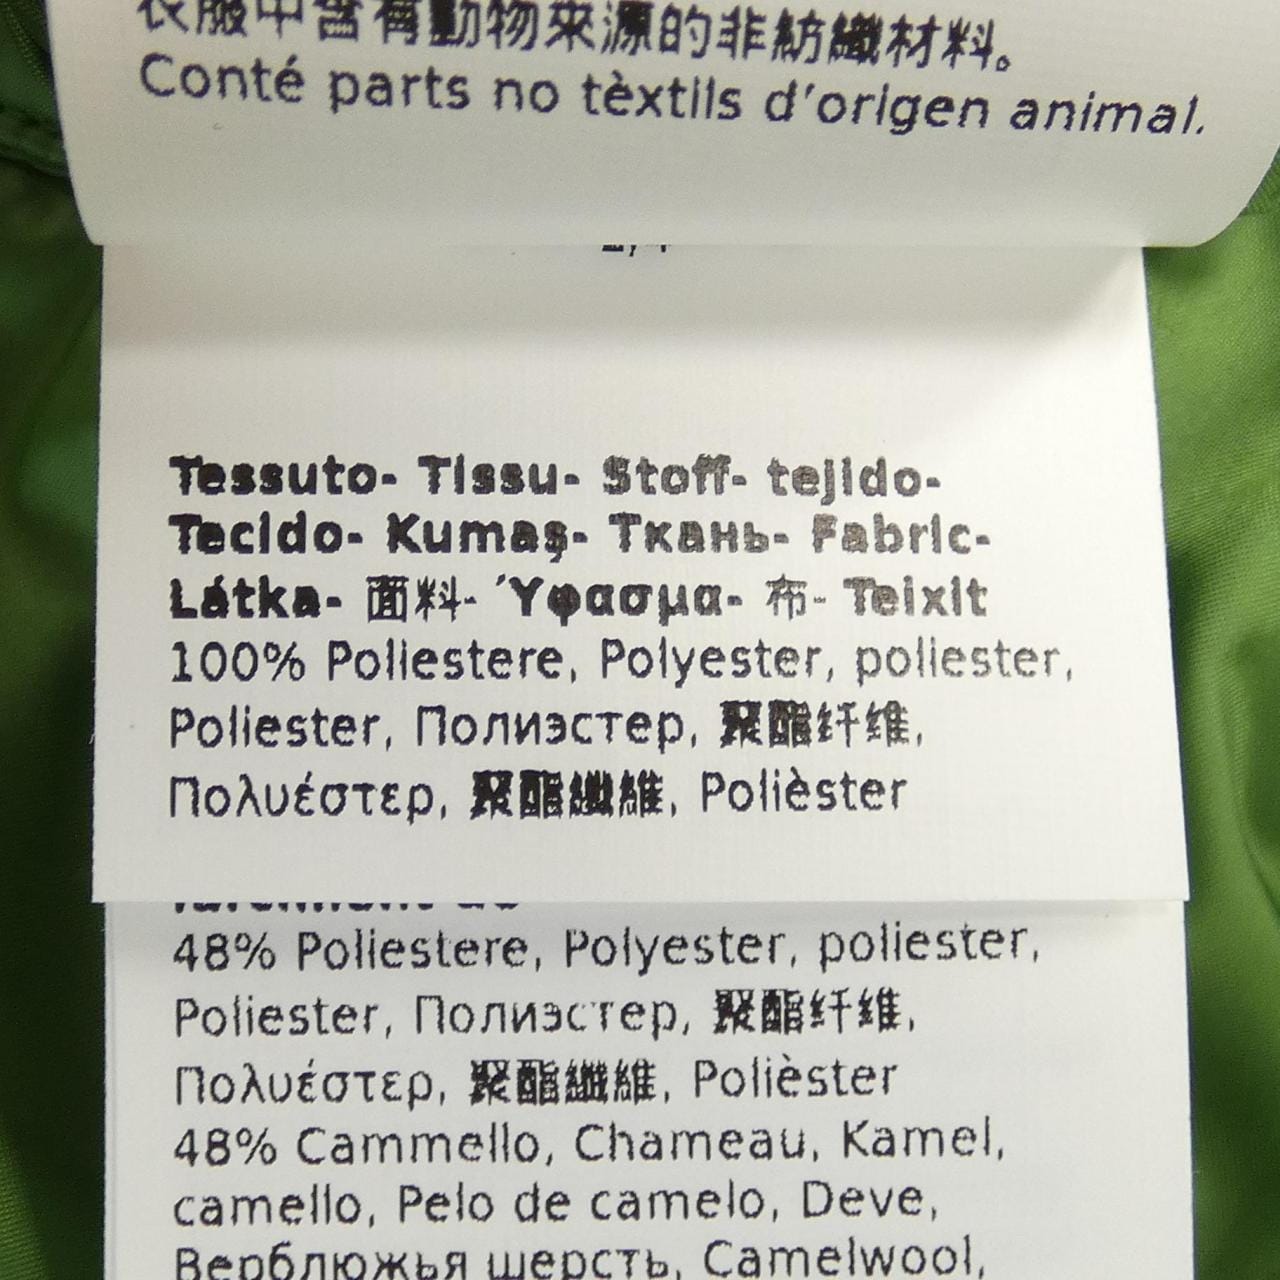 衣服中含有動物來源的非紡織材料。
Conté parts no tèxtils d'origen animal.
Tessuto- Tissu- Stoff- tejido-
Tecido- Kumaş- Ткань- Fabric-
Látka- 面料- Ύφασμα- 布- Teixit
100% Poliestere, Polyester, poliester,
Poliester, Полиэстер, 聚酯纤维,
Πολυέστερ, 聚酯纖維, Polièster
48% Poliestere, Polyester, poliester,
Poliester, Полиэстер, 聚酯纤维,
Πολυέστερ, 聚酯纖維, Polièster
48% Cammello, Chameau, Kamel,
camello, Pelo de camelo, Deve,
Верблюжья шерсть, Camelwool,